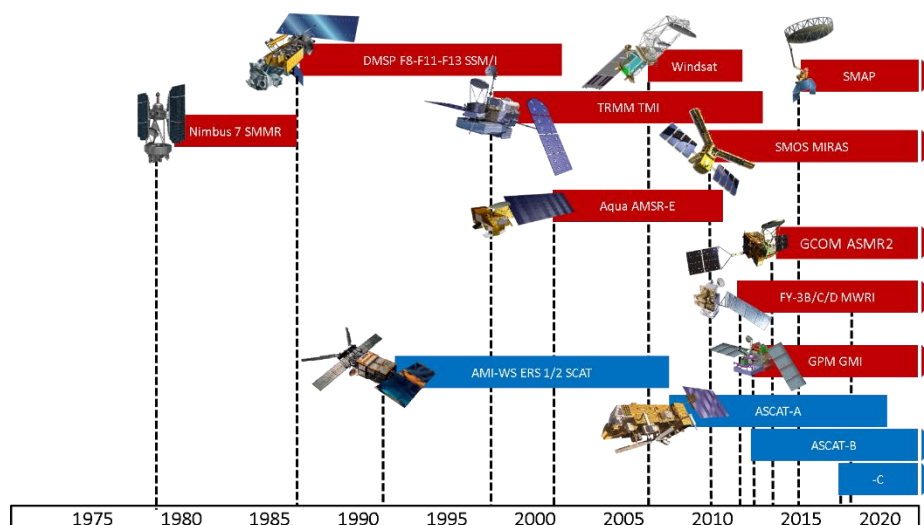 DMSP F8-F11-F13 SSM/I
Windsat
SMAP
TRMM TMI
Nimbus 7 SMMR
SMOS MIRAS
Aqua AMSR-E
GCOM ASMR2
FY-3B/C/D MWRI
GPM GMI
AMI-WS ERS 1/2 SCAT
ASCAT-A
ASCAT-B
-C
1975 1980 1985 1990 1995 2000 2005 2010 2015 2020